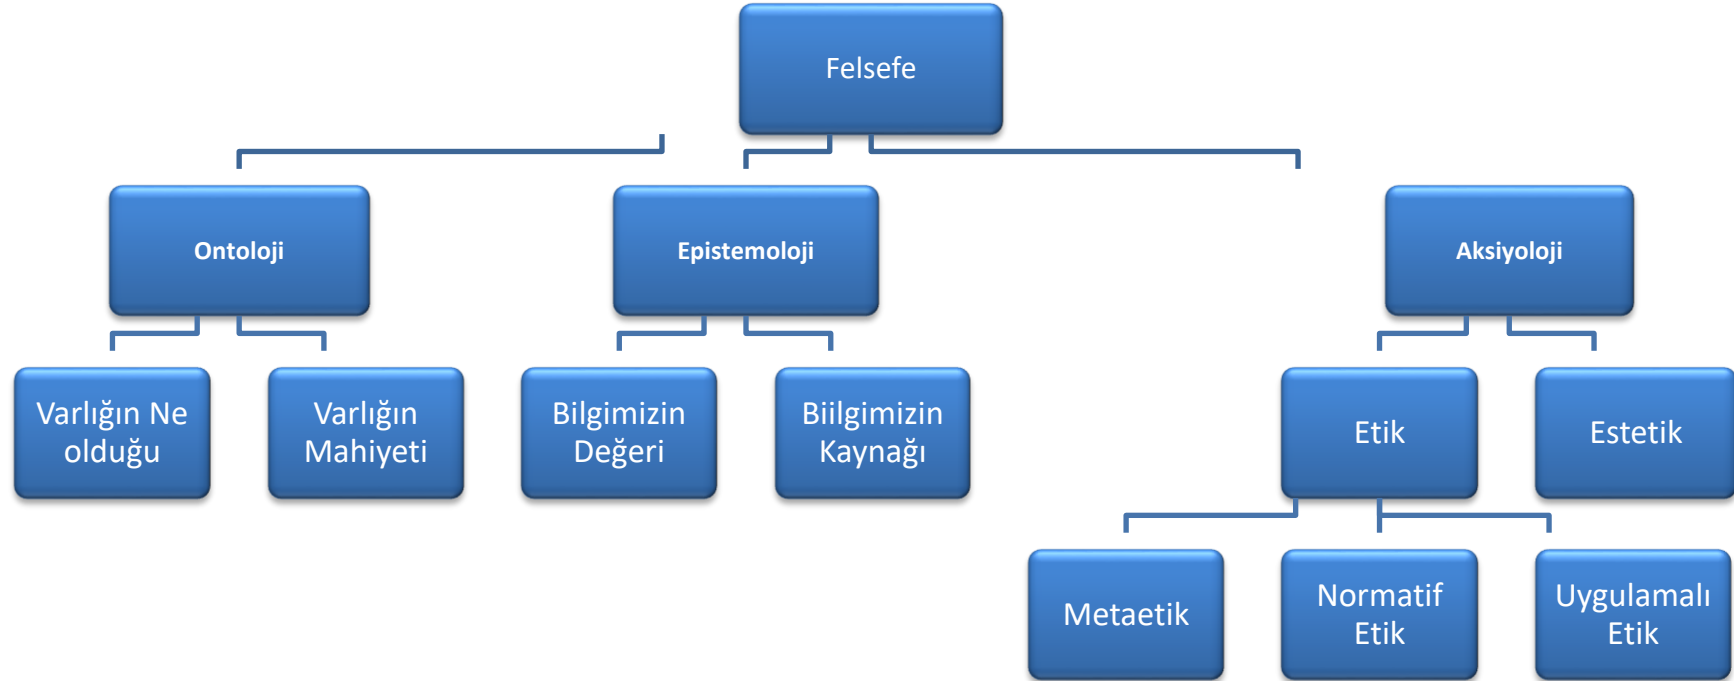 Felsefe
Ontoloji
Epistemoloji
Aksiyoloji
Varlığın Ne
olduğu
Varlığın
Mahiyeti
Bilgimizin
Değeri
Biilgimizin
Kaynağı
Etik
Estetik
Metaetik
Normatif
Etik
Uygulamalı
Etik